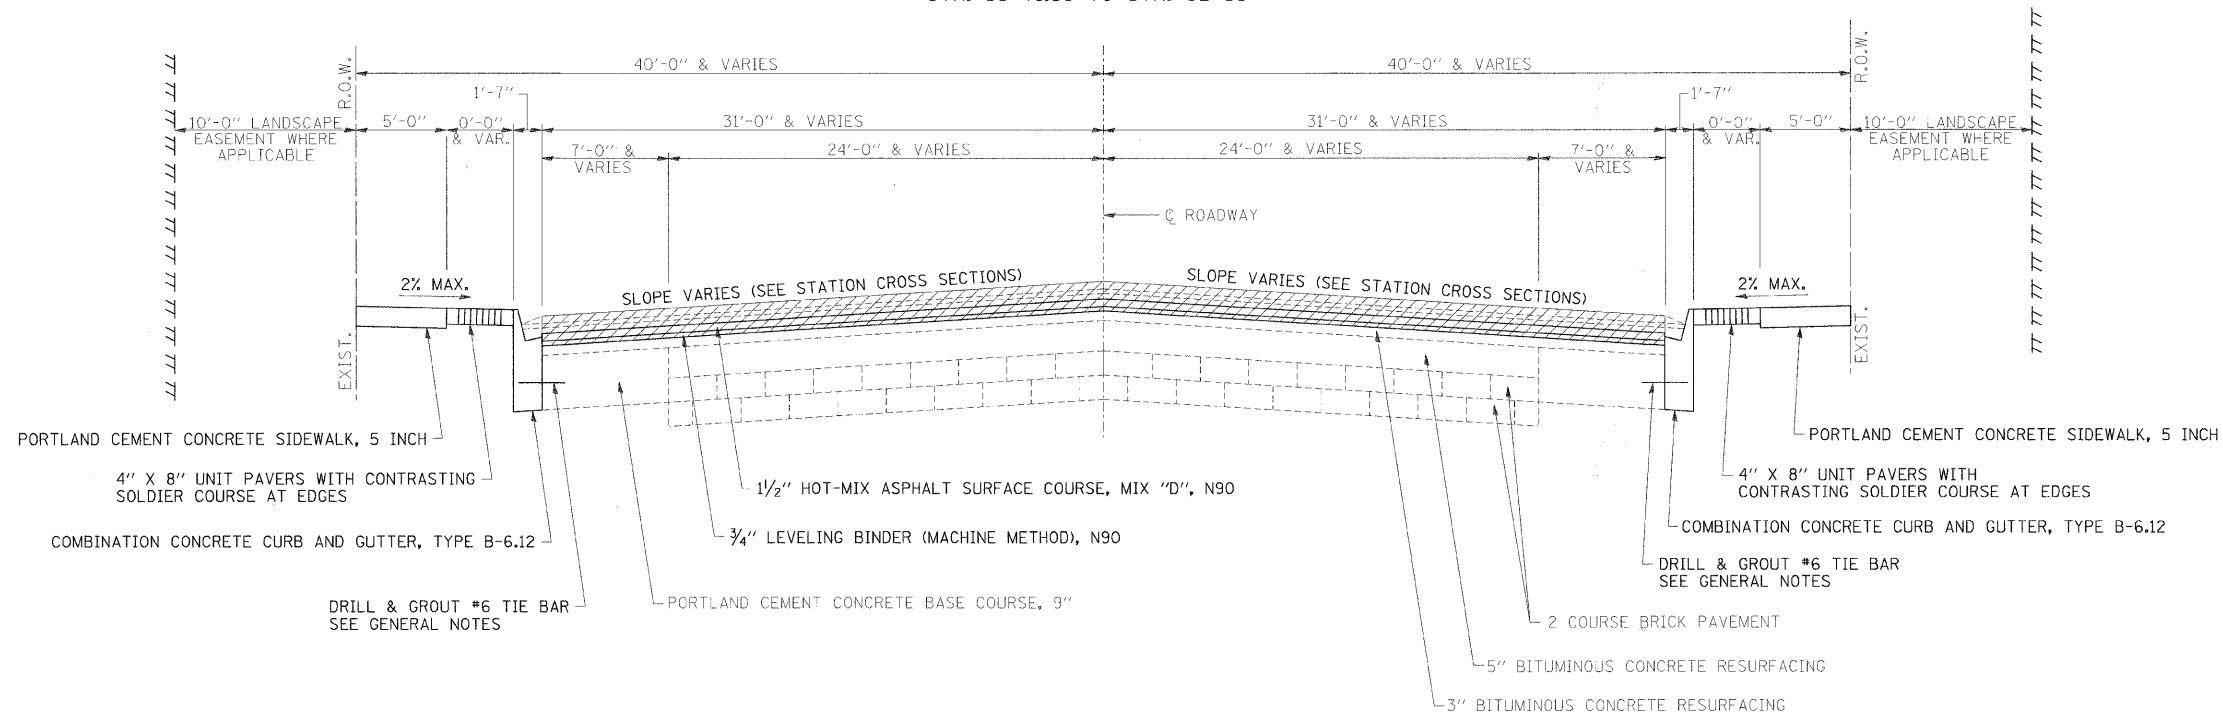 40'-0" & VARIES
40'-0" & VARIES
R.O.W.
R.O.W.
1'-7"
1'-7"
10'-0" LANDSCAPE
EASEMENT WHERE
APPLICABLE
5'-0"
0'-0"
& VAR.
31'-0" & VARIES
31'-0" & VARIES
0'-0"
& VAR.
5'-0"
10'-0" LANDSCAPE
EASEMENT WHERE
APPLICABLE
7'-0" &
VARIES
24'-0" & VARIES
24'-0" & VARIES
7'-0" &
VARIES
℄ ROADWAY
2% MAX.
SLOPE VARIES (SEE STATION CROSS SECTIONS)
SLOPE VARIES (SEE STATION CROSS SECTIONS)
2% MAX.
EXIST.
EXIST.
PORTLAND CEMENT CONCRETE SIDEWALK, 5 INCH
PORTLAND CEMENT CONCRETE SIDEWALK, 5 INCH
4" X 8" UNIT PAVERS WITH CONTRASTING
SOLDIER COURSE AT EDGES
4" X 8" UNIT PAVERS WITH
CONTRASTING SOLDIER COURSE AT EDGES
1½" HOT-MIX ASPHALT SURFACE COURSE, MIX "D", N90
COMBINATION CONCRETE CURB AND GUTTER, TYPE B-6.12
¾" LEVELING BINDER (MACHINE METHOD), N90
COMBINATION CONCRETE CURB AND GUTTER, TYPE B-6.12
DRILL & GROUT #6 TIE BAR
SEE GENERAL NOTES
DRILL & GROUT #6 TIE BAR
SEE GENERAL NOTES
PORTLAND CEMENT CONCRETE BASE COURSE, 9"
2 COURSE BRICK PAVEMENT
5" BITUMINOUS CONCRETE RESURFACING
3" BITUMINOUS CONCRETE RESURFACING